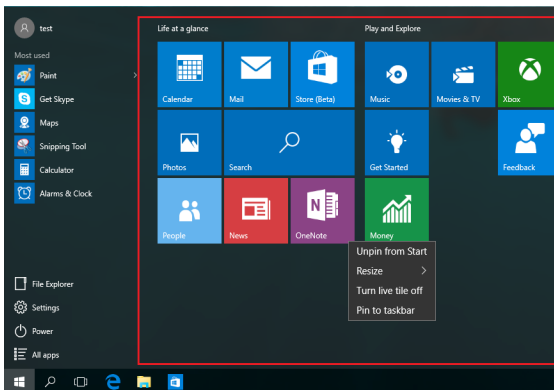 test
Most used
Paint
Get Skype
Maps
Snipping Tool
Calculator
Alarms & Clock
File Explorer
Settings
Power
All apps
Life at a glance
Calendar
Mail
Store (Beta)
Photos
Search
People
News
OneNote
Play and Explore
Music
Movies & TV
Xbox
Get Started
Feedback
Money
Unpin from Start
Resize
Turn live tile off
Pin to taskbar